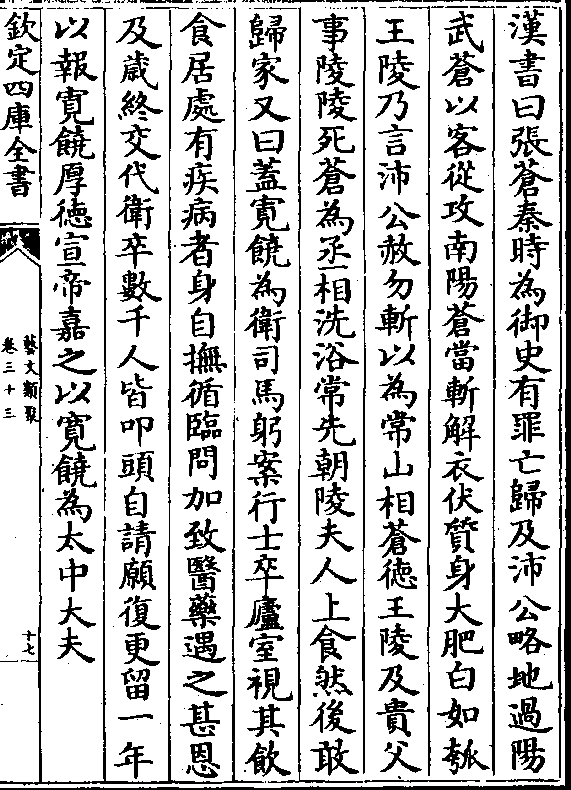 漢書曰張蒼秦時為御史有罪亡歸及沛公略地過陽
武蒼以客從攻南陽蒼當斬解衣伏質身大肥白如瓠
王陵乃言沛公赦勿斬以為常山相蒼德王陵及貴父
事陵陵死蒼為丞相洗浴常先朝陵夫人上食然後敢
歸家又曰蓋寛饒為衛司馬躬案行士卒廬室視其飲
食居處有疾病者身自撫循臨問加致醫藥遇之甚恩
及歲終交代衛卒數千人皆叩頭自請願復更留一年
以報寛饒厚德宣帝嘉之以寛饒為太中大夫
欽定四庫全書
藝文類聚
卷三十三
十七